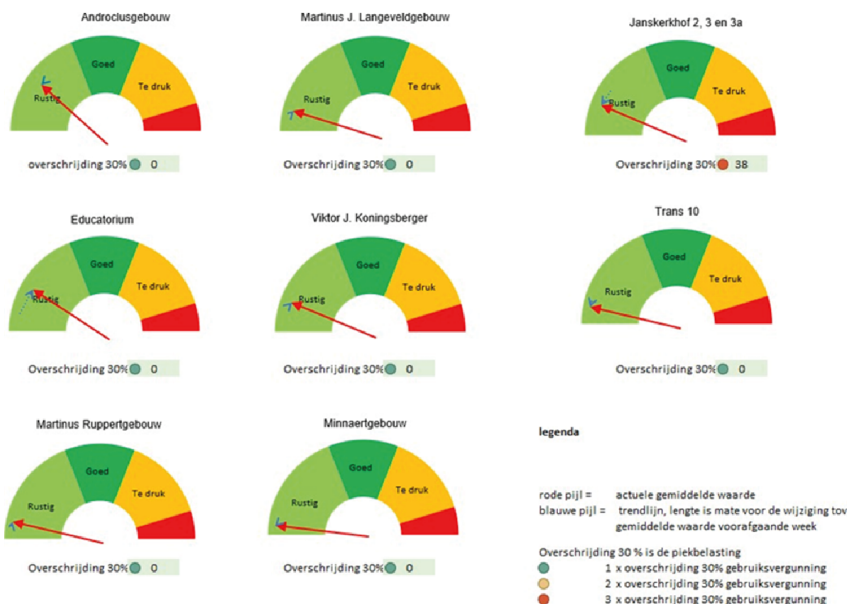 Androclusgebouw
Goed
Te druk
Rustig
overschrijding 30% 0
Martinus J. Langeveldgebouw
Goed
Te druk
Rustig
Overschrijding 30% 0
Janskerkhof 2, 3 en 3a
Goed
Te druk
Rustig
Overschrijding 30% 38
Educatorium
Goed
Te druk
Rustig
Overschrijding 30% 0
Viktor J. Koningsberger
Goed
Te druk
Rustig
Overschrijding 30% 0
Trans 10
Goed
Te druk
Rustig
Overschrijding 30% 0
Martinus Ruppertgebouw
Goed
Te druk
Rustig
Overschrijding 30% 0
Minnaertgebouw
Goed
Te druk
Rustig
Overschrijding 30% 0
legenda
rode pijl = actuele gemiddelde waarde
blauwe pijl = trendlijn, lengte is mate voor de wijziging tov
gemiddelde waarde voorafgaande week
Overschrijding 30 % is de piekbelasting
1 x overschrijding 30% gebruiksvergunning
2 x overschrijding 30% gebruiksvergunning
3 x overschrijding 30% gebruiksvergunning